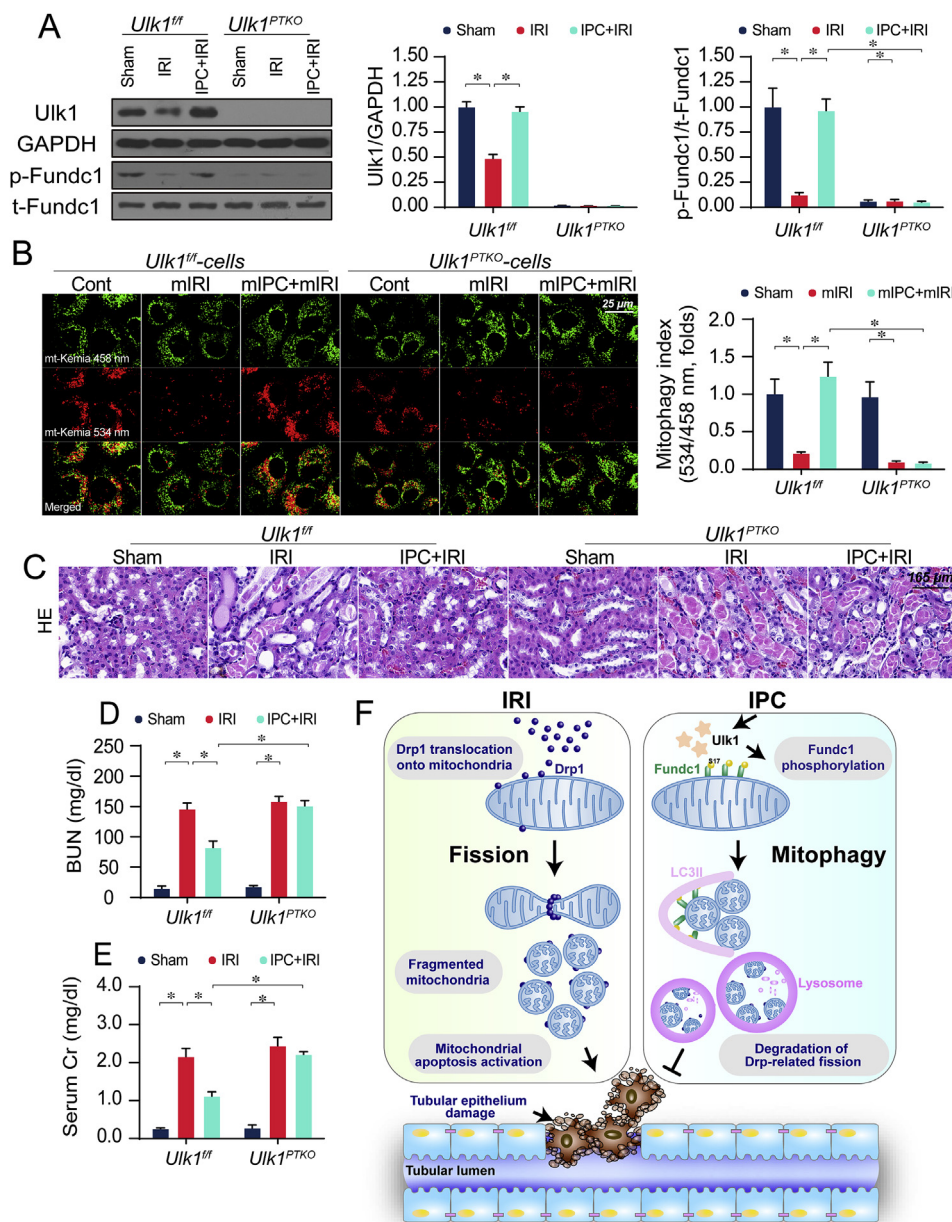 A
Ulk1f/f Ulk1PTKO
Sham IRI IPC+IRI Sham IRI IPC+IRI
Ulk1
GAPDH
p-Fundc1
t-Fundc1
Sham IRI IPC+IRI
Ulk1/GAPDH
1.25
1.00
0.75
0.50
0.25
0.00
* *
Ulk1f/f Ulk1PTKO
Sham IRI IPC+IRI
p-Fundc1/t-Fundc1
1.25
1.00
0.75
0.50
0.25
0.00
* * * *
Ulk1f/f Ulk1PTKO
B
Ulk1f/f-cells Ulk1PTKO-cells
Cont mIRI mIPC+mIRI Cont mIRI mIPC+mIRI
25 µm
mt-Kemia 458 nm
mt-Kemia 534 nm
Merged
Sham mIRI mIPC+mIRI
Mitophagy index
(534/458 nm, folds)
2.0
1.5
1.0
0.5
0.0
* * * *
Ulk1f/f Ulk1PTKO
C
Ulk1f/f Ulk1PTKO
Sham IRI IPC+IRI Sham IRI IPC+IRI
HE
165 µm
D
Sham IRI IPC+IRI
BUN (mg/dl)
250
200
150
100
50
0
* * * *
Ulk1f/f Ulk1PTKO
E
Sham IRI IPC+IRI
Serum Cr (mg/dl)
4.0
3.0
2.0
1.0
0.0
* * * *
Ulk1f/f Ulk1PTKO
F
IRI IPC
Drp1 translocation
onto mitochondria
Drp1
Fission
Fragmented
mitochondria
Mitochondrial
apoptosis activation
Ulk1
Fundc1
S17
Fundc1
phosphorylation
Mitophagy
LC3II
Lysosome
Degradation of
Drp-related fission
Tubular epithelium
damage
Tubular lumen